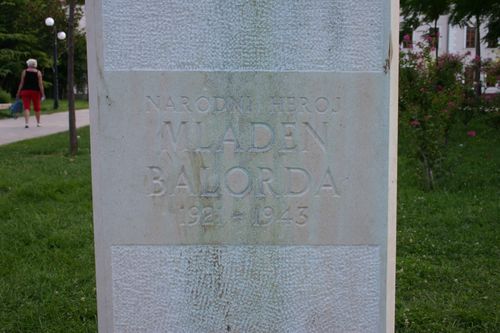 NARODNI HEROJ
MLADEN
BALORDA
1921-1943